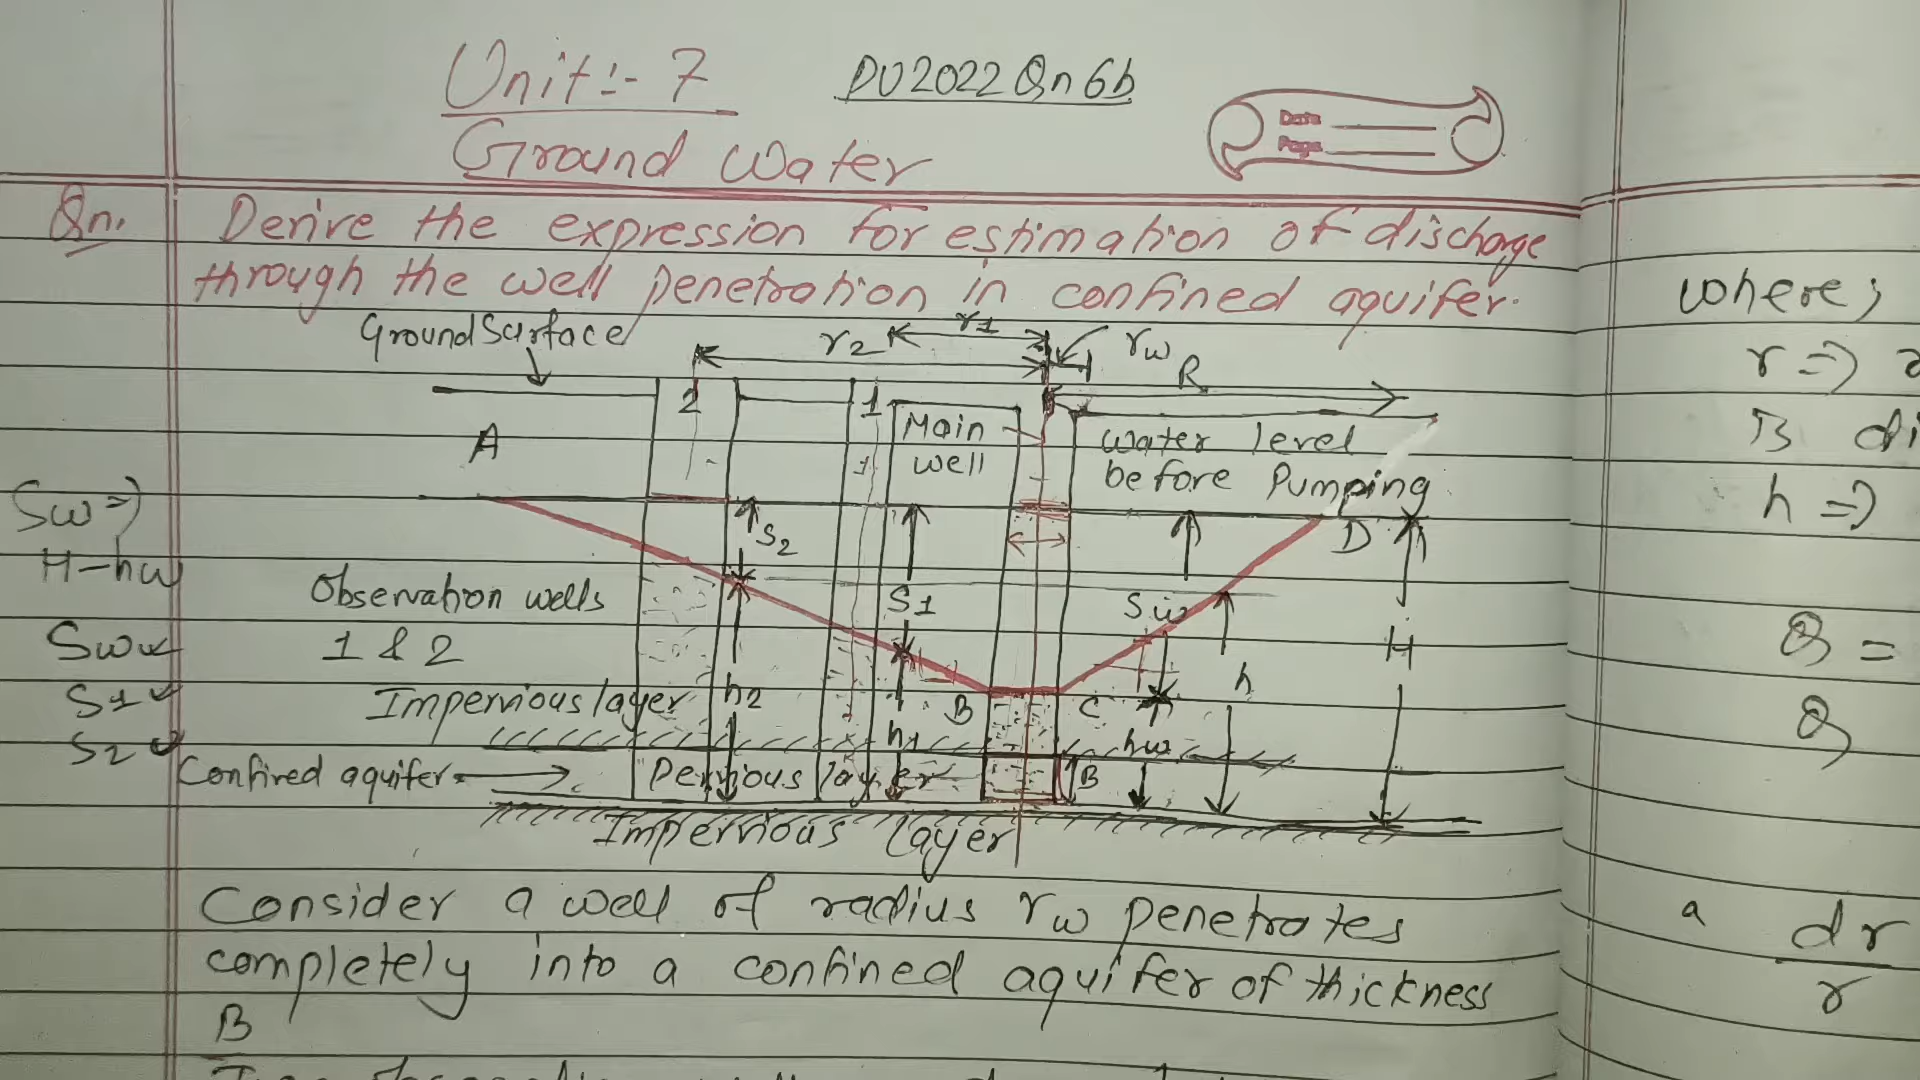 Unit:- 7
PU 2022 Qn 6b
Ground Water
Date
Page
Qn.
Derive the expression for estimation of discharge
through the well penetration in confined aquifer.
Ground Surface
r2
r1
rw
R
2
1
A
Main
well
1
Water level
before Pumping
Sw =>
H-hw
S2
D
Observation wells
1 & 2
S1
Sw
H
Sw
S1
S2
Impervious layer
h2
B
C
h
h1
hw
Confined aquifer
Pervious layer
B
Impervious layer
Consider a well of radius rw penetrates
completely into a confined aquifer of thickness
B
where;
r =>
is di
h =>
Q =
Q
a
dr
r